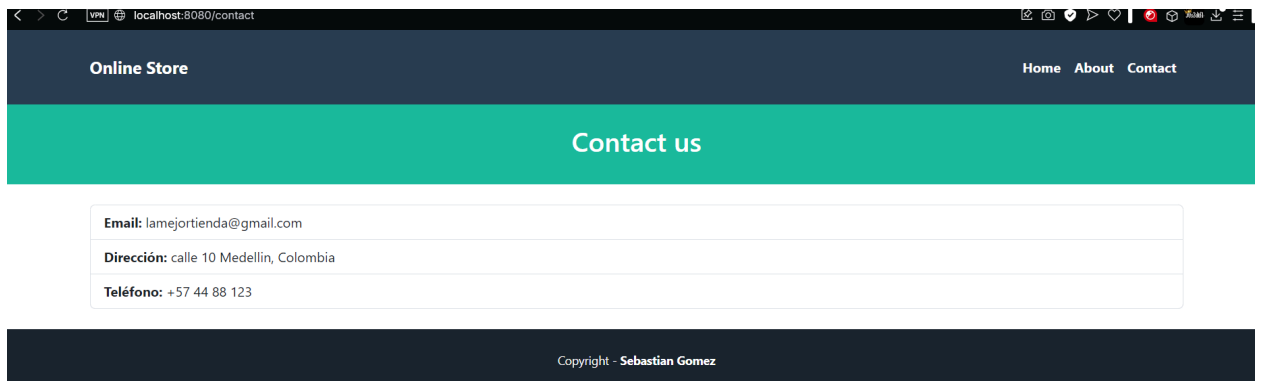 VPN localhost:8080/contact
Online Store Home About Contact
Contact us
Email: lamejortienda@gmail.com
Dirección: calle 10 Medellin, Colombia
Teléfono: +57 44 88 123
Copyright - Sebastian Gomez